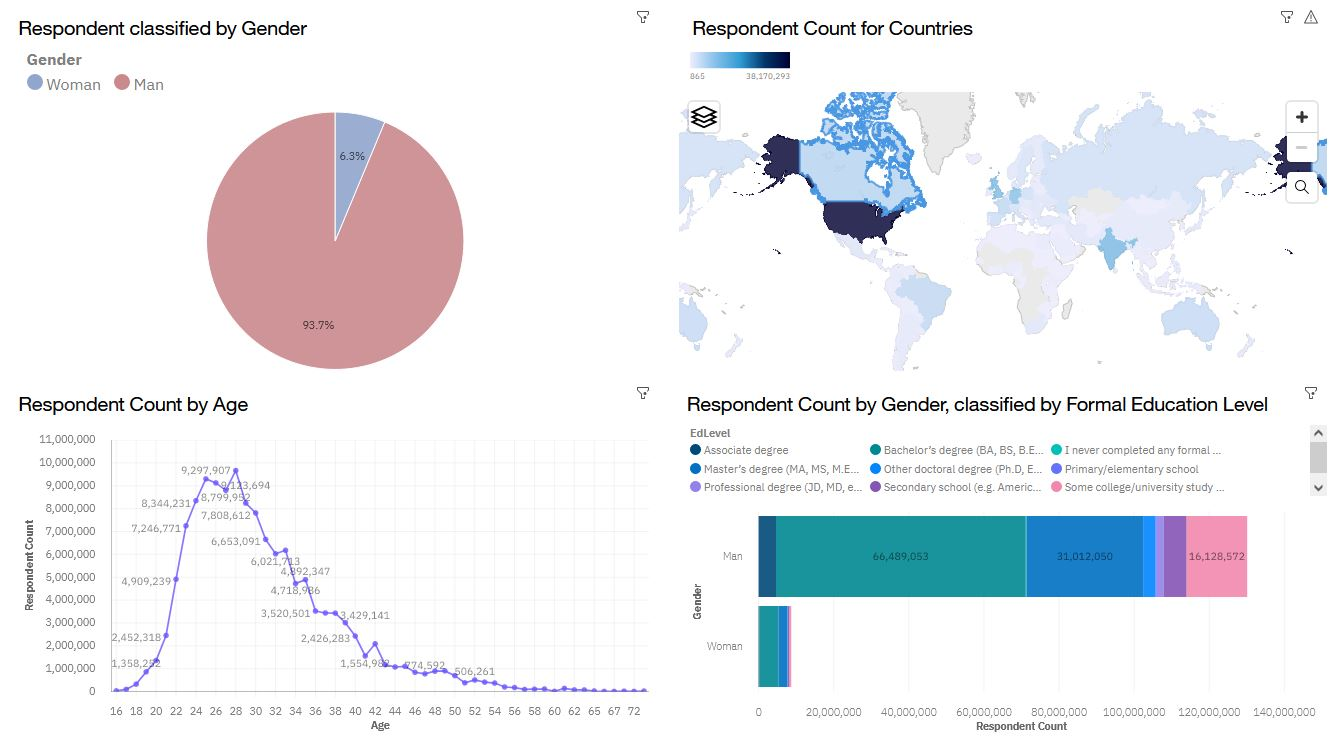 Respondent classified by Gender
Gender
Woman Man
6.3%
93.7%
Respondent Count for Countries
865 38,170,293
+
Respondent Count by Age
Respondent Count
11,000,000
10,000,000
9,000,000
8,000,000
7,000,000
6,000,000
5,000,000
4,000,000
3,000,000
2,000,000
1,000,000
0
9,297,907
9,123,694
8,344,231
8,799,952
7,808,612
7,246,771
6,653,091
6,021,713
4,892,347
4,909,239
4,718,986
3,520,501
3,429,141
2,452,318
2,426,283
1,358,252
1,554,982
774,592
506,261
16 18 20 22 24 26 28 30 32 34 36 38 40 42 44 46 48 50 52 54 56 58 60 62 65 67 72
Age
Respondent Count by Gender, classified by Formal Education Level
EdLevel
Associate degree Bachelor's degree (BA, BS, B.E... I never completed any formal ...
Master's degree (MA, MS, M.E... Other doctoral degree (Ph.D, E... Primary/elementary school
Professional degree (JD, MD, e... Secondary school (e.g. Americ... Some college/university study ...
Gender
Man
66,489,053 31,012,050 16,128,572
Woman
0 20,000,000 40,000,000 60,000,000 80,000,000 100,000,000 120,000,000 140,000,000
Respondent Count